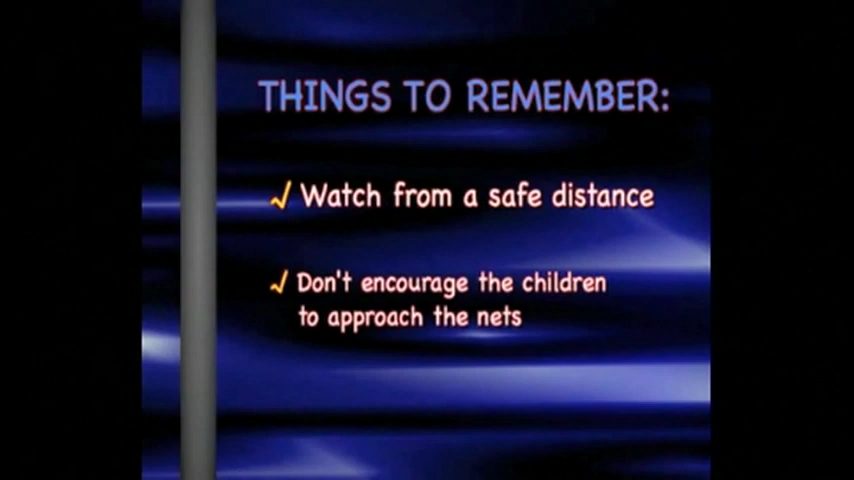 THINGS TO REMEMBER:
√ Watch from a safe distance
√ Don't encourage the children
to approach the nets